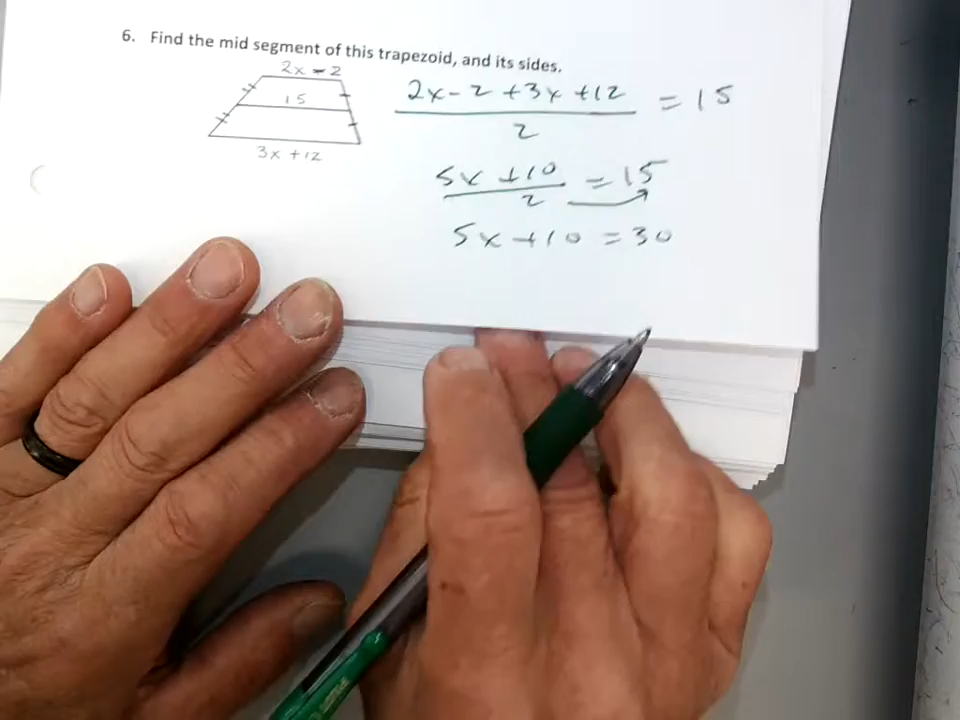 6. Find the mid segment of this trapezoid, and its sides.
2x - 2
15
3x + 12
2x - 2 + 3x + 12 = 15
2
5x + 10 = 15
2
5x + 10 = 30